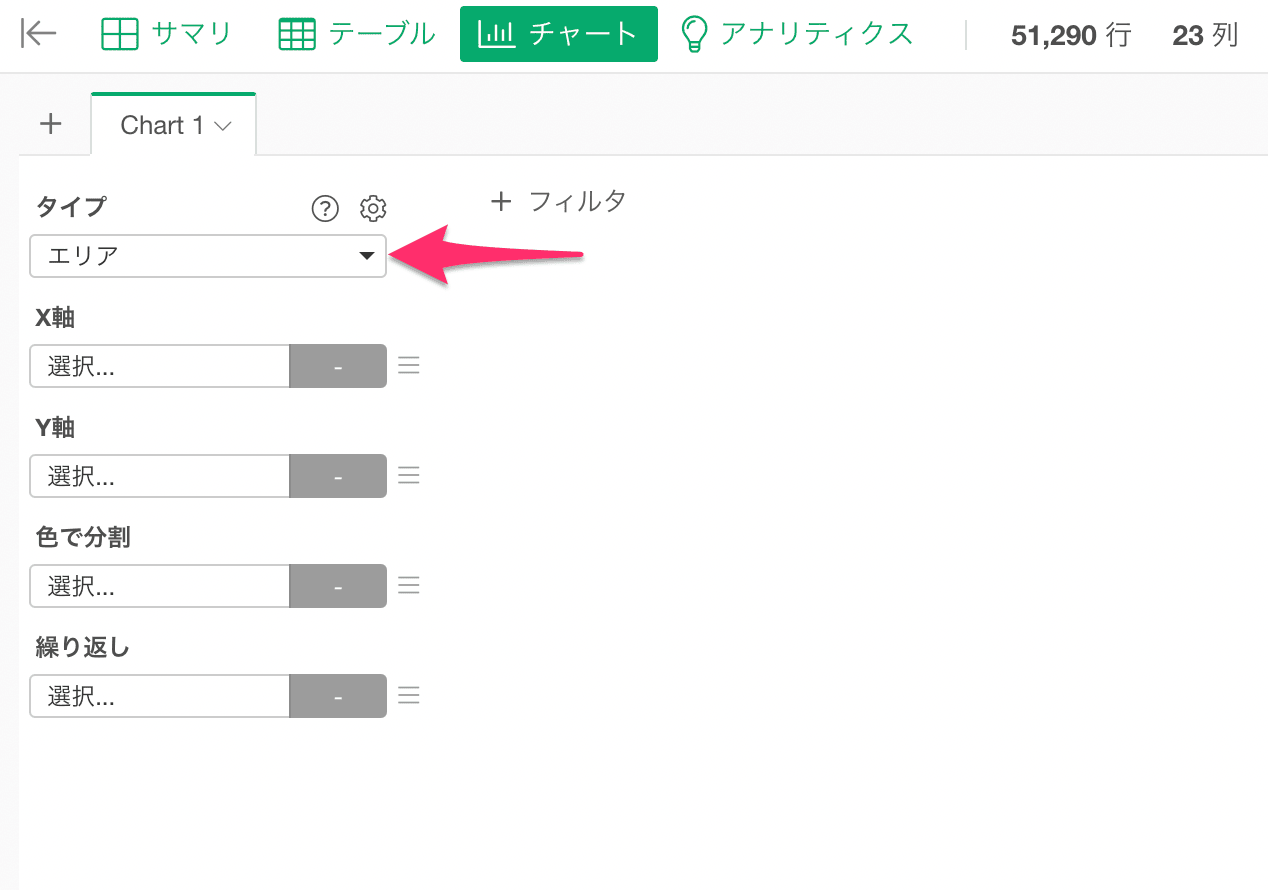 サマリ テーブル チャート アナリティクス 51,290 行 23 列
+ Chart 1
タイプ ? + フィルタ
エリア
X軸
選択... -
Y軸
選択... -
色で分割
選択... -
繰り返し
選択... -